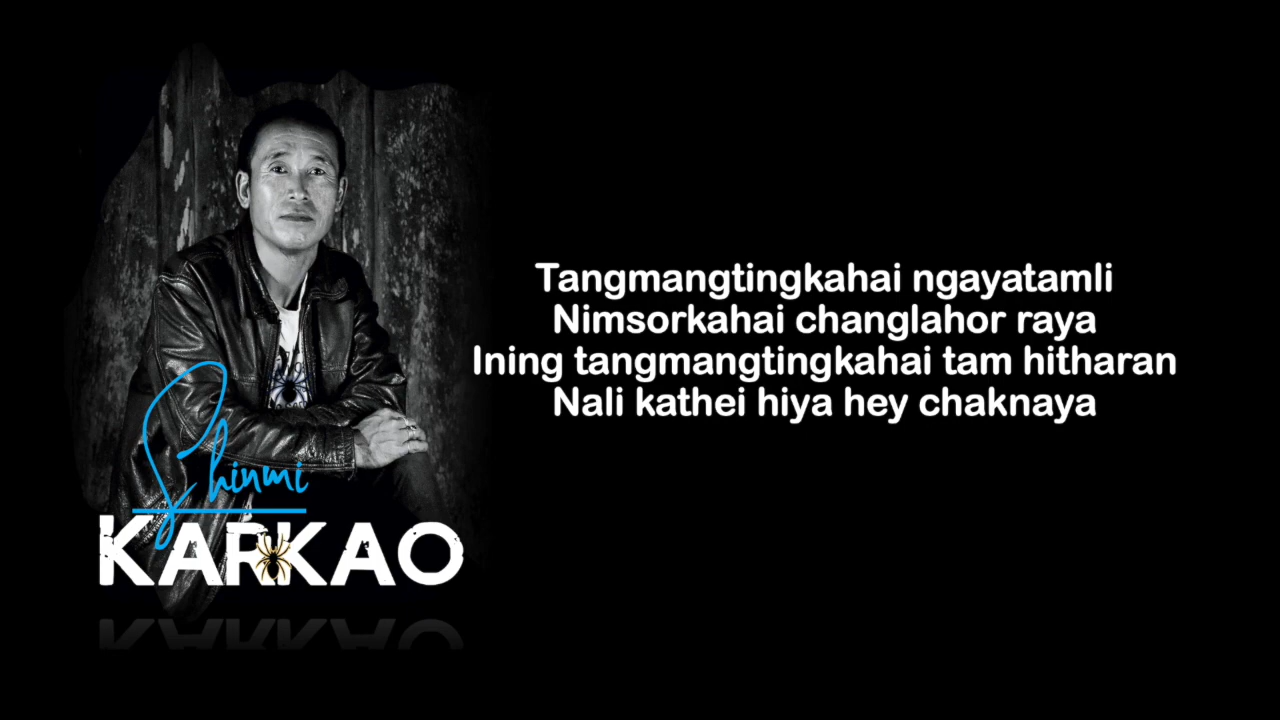 Tangmangtingkahai ngayatamli
Nimsorkahai changlahor raya
Ining tangmangtingkahai tam hitharan
Nali kathei hiya hey chaknaya
Shinmi
KARKAO